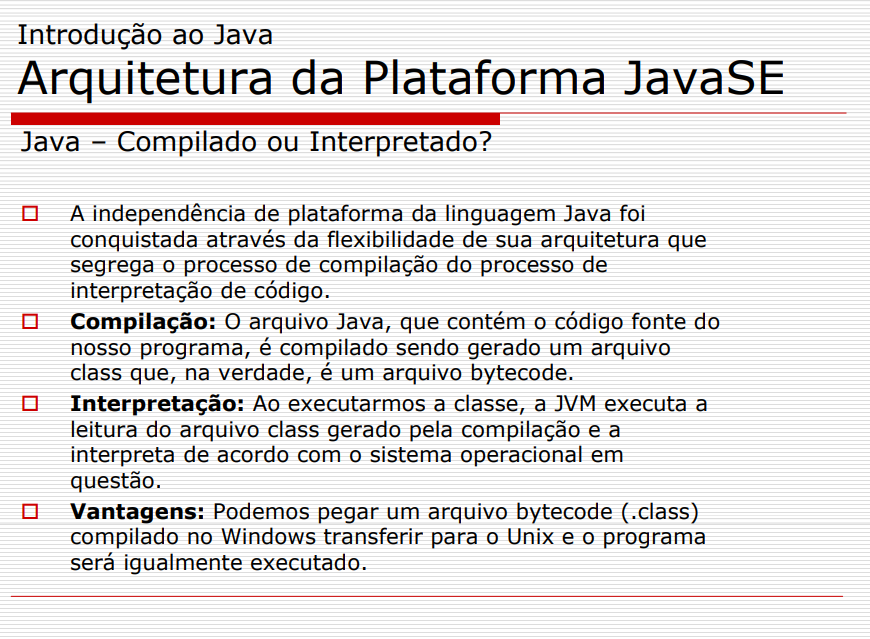 Introdução ao Java
Arquitetura da Plataforma JavaSE
Java – Compilado ou Interpretado?
A independência de plataforma da linguagem Java foi
conquistada através da flexibilidade de sua arquitetura que
segrega o processo de compilação do processo de
interpretação de código.
Compilação: O arquivo Java, que contém o código fonte do
nosso programa, é compilado sendo gerado um arquivo
class que, na verdade, é um arquivo bytecode.
Interpretação: Ao executarmos a classe, a JVM executa a
leitura do arquivo class gerado pela compilação e a
interpreta de acordo com o sistema operacional em
questão.
Vantagens: Podemos pegar um arquivo bytecode (.class)
compilado no Windows transferir para o Unix e o programa
será igualmente executado.